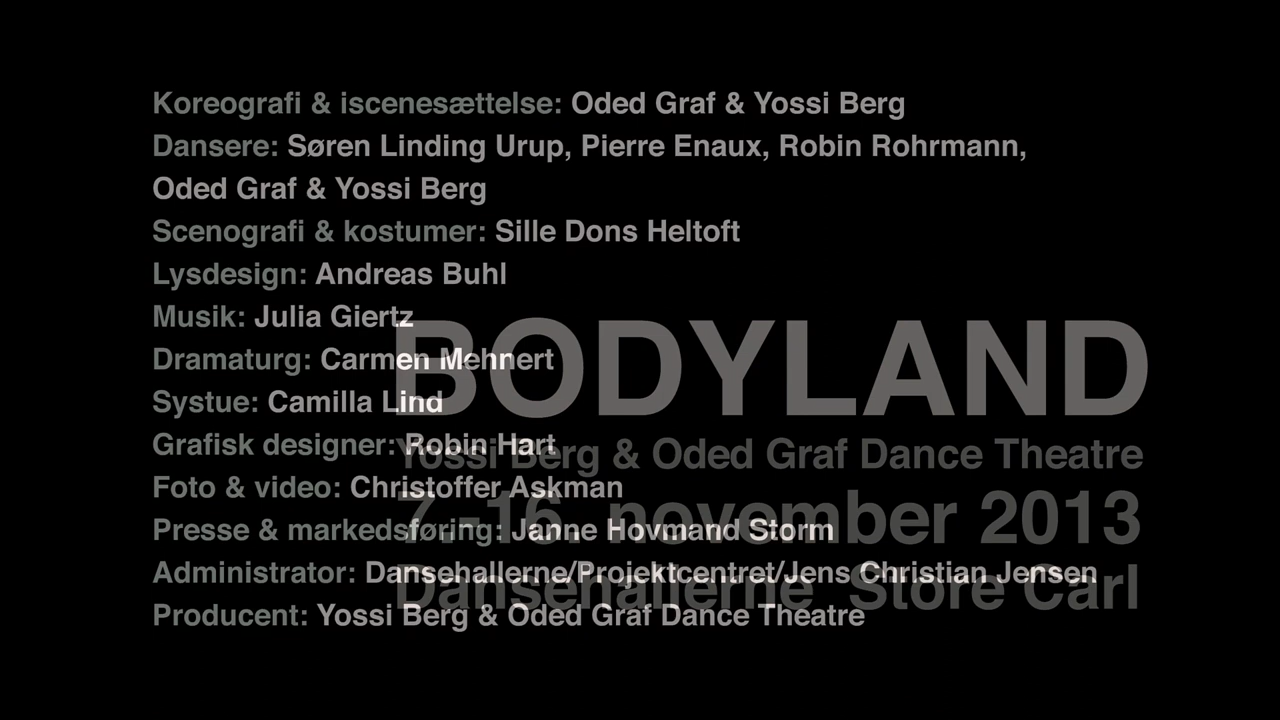 Koreografi & iscenesættelse: Oded Graf & Yossi Berg
Dansere: Søren Linding Urup, Pierre Enaux, Robin Rohrmann,
Oded Graf & Yossi Berg
Scenografi & kostumer: Sille Dons Heltoft
Lysdesign: Andreas Buhl
Musik: Julia Giertz
Dramaturg: Carmen Mehnert
Systue: Camilla Lind
Grafisk designer: Robin Hart
Foto & video: Christoffer Askman
Presse & markedsføring: Janne Hovmand Storm
Administrator: Dansehallerne/Projektcentret/Jens Christian Jensen
Producent: Yossi Berg & Oded Graf Dance Theatre
BODYLAND
Yossi Berg & Oded Graf Dance Theatre
7.-16. november 2013
Dansehallerne Store Carl